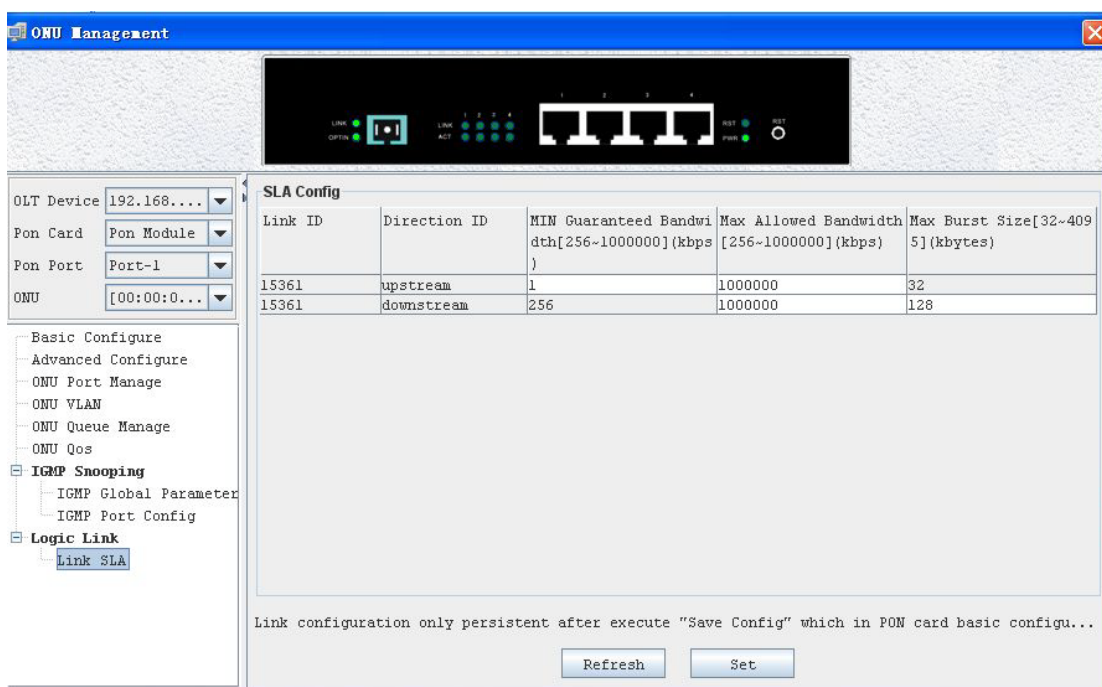 ONU Management
1 2 3 4
1 2 3 4
LINK LINK RST RST
OPTIN ACT PWR
OLT Device 192.168....
Pon Card Pon Module
Pon Port Port-1
ONU [00:00:0...
Basic Configure
Advanced Configure
ONU Port Manage
ONU VLAN
ONU Queue Manage
ONU Qos
IGMP Snooping
IGMP Global Parameter
IGMP Port Config
Logic Link
Link SLA
SLA Config
Link ID Direction ID MIN Guaranteed Bandwi Max Allowed Bandwidth Max Burst Size[32~409
dth[256~1000000](kbps [256~1000000](kbps) 5](kbytes)
)
15361 upstream 1 1000000 32
15361 downstream 256 1000000 128
Link configuration only persistent after execute "Save Config" which in PON card basic configu...
Refresh Set